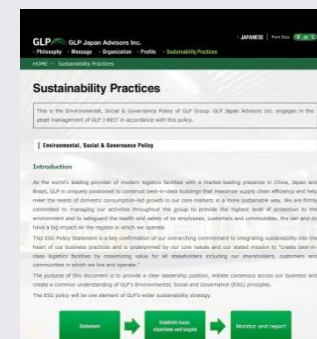 GLP GLP Japan Advisors Inc.
JAPANESE | Font Size
Philosophy Message Organization Profile Sustainability Practices
HOME Sustainability Practices
Sustainability Practices
This is the Environmental, Social & Governance Policy of GLP Group. GLP Japan Advisors Inc. engages in the
asset management of GLP J-REIT in accordance with this policy.
Environmental, Social & Governance Policy
Introduction
As the world's leading provider of modern logistics facilities with a market-leading presence in China, Japan and
Brazil, GLP is uniquely positioned to construct best-in-class buildings that maximize supply chain efficiency and help
meet the needs of domestic consumption-led growth in our core markets in a more sustainable way. We are firmly
committed to managing our activities throughout the group to provide the highest level of protection to the
environment and to safeguard the health and safety of its employees, customers and communities. We can and do
have a big impact on the regions in which we operate.
This ESG Policy Statement is a key confirmation of our overarching commitment to integrating sustainability into the
heart of our business practices and is underpinned by our core values and our stated mission to "create best-in-
class logistics facilities by maximizing value for all stakeholders including our shareholders, customers and
communities in which we live and operate."
The purpose of this document is to provide a clear leadership position, initiate consensus across our business and
create a common understanding of GLP's Environmental, Social and Governance (ESG) principles.
The ESG policy will be one element of GLP's wider sustainability strategy.
Statement
Establish focus,
objectives and targets
Monitor and report